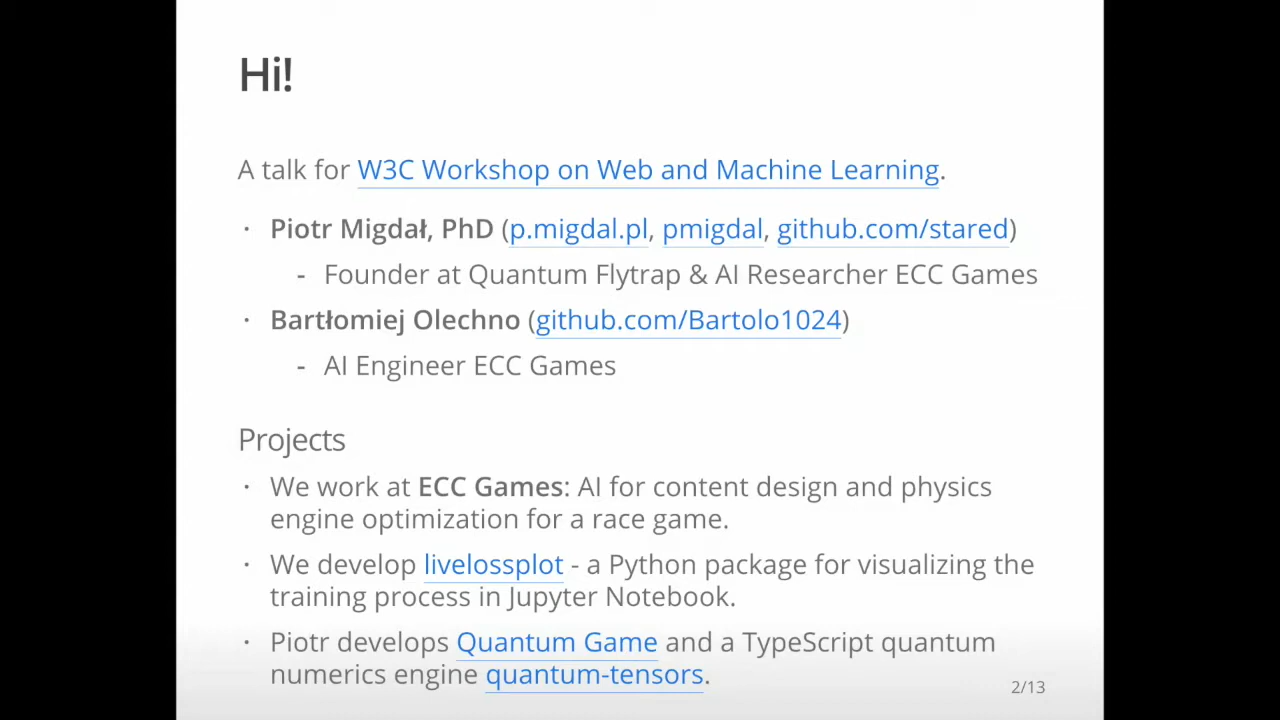 Hi!
A talk for W3C Workshop on Web and Machine Learning.
· Piotr Migdał, PhD (p.migdal.pl, pmigdal, github.com/stared)
- Founder at Quantum Flytrap & AI Researcher ECC Games
· Bartłomiej Olechno (github.com/Bartolo1024)
- AI Engineer ECC Games
Projects
· We work at ECC Games: AI for content design and physics
engine optimization for a race game.
· We develop livelossplot - a Python package for visualizing the
training process in Jupyter Notebook.
· Piotr develops Quantum Game and a TypeScript quantum
numerics engine quantum-tensors.
2/13